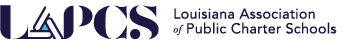 LAPCS
Louisiana Association
of Public Charter Schools